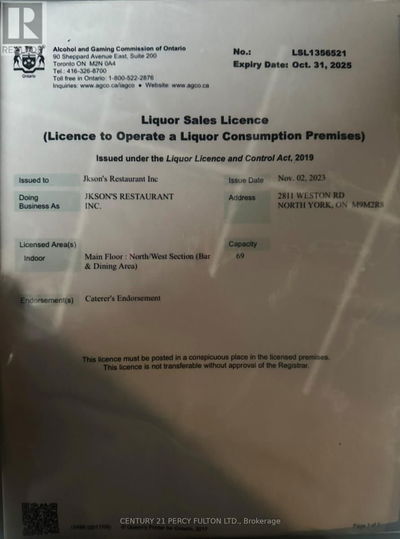 REALTOR
Ontario
Alcohol and Gaming Commission of Ontario
90 Sheppard Avenue East, Suite 200
Toronto ON M2N 0A4
Tel.: 416-326-8700
Toll free in Ontario: 1-800-522-2876
Inquiries: www.agco.ca/iagco • Website: www.agco.ca
No.: LSL1356521
Expiry Date: Oct. 31, 2025
Liquor Sales Licence
(Licence to Operate a Liquor Consumption Premises)
Issued under the Liquor Licence and Control Act, 2019
Issued to Jkson's Restaurant Inc
Issue Date Nov. 02, 2023
Doing Business As
JKSON'S RESTAURANT
INC.
Address 2811 WESTON RD
NORTH YORK, ON M9M2R8
Licensed Area(s)
Capacity
Indoor Main Floor : North/West Section (Bar
& Dining Area)
69
Endorsement(s) Caterer's Endorsement
This licence must be posted in a conspicuous place in the licensed premises.
This licence is not transferable without approval of the Registrar.
CENTURY 21 PERCY FULTON LTD., Brokerage